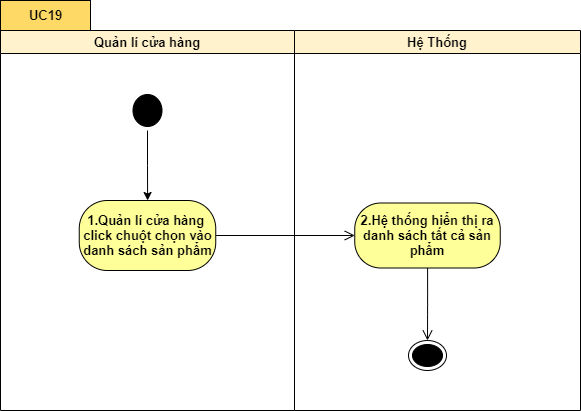 UC19
Quản lí cửa hàng
Hệ Thống
1.Quản lí cửa hàng
click chuột chọn vào
danh sách sản phẩm
2.Hệ thống hiển thị ra
danh sách tất cả sản
phẩm